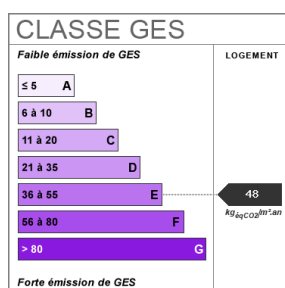 CLASSE GES
Faible émission de GES
LOGEMENT
≤ 5 A
6 à 10 B
11 à 20 C
21 à 35 D
36 à 55 E
48
kgéqCO2/m².an
56 à 80 F
> 80 G
Forte émission de GES